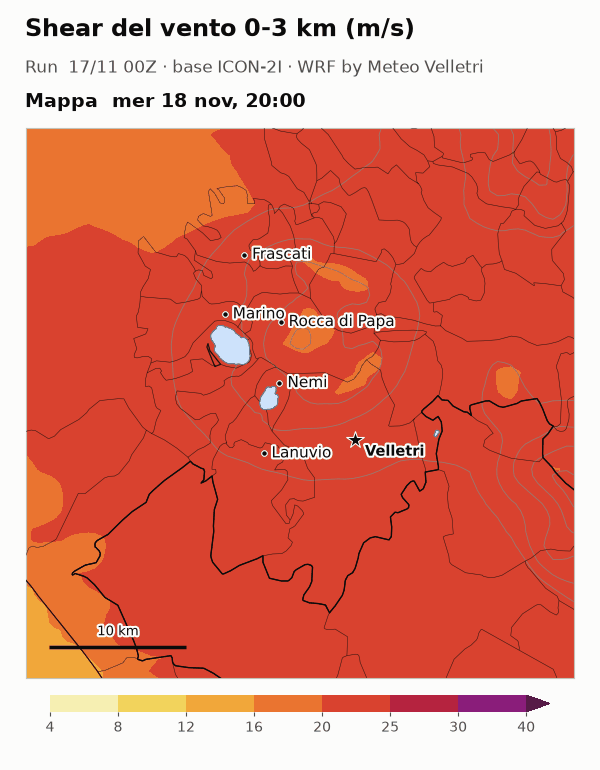 Shear del vento 0-3 km (m/s)
Run 17/11 00Z · base ICON-2I · WRF by Meteo Velletri
Mappa mer 18 nov, 20:00
Frascati
Marino
Rocca di Papa
Nemi
Velletri
Lanuvio
10 km
4 8 12 16 20 25 30 40